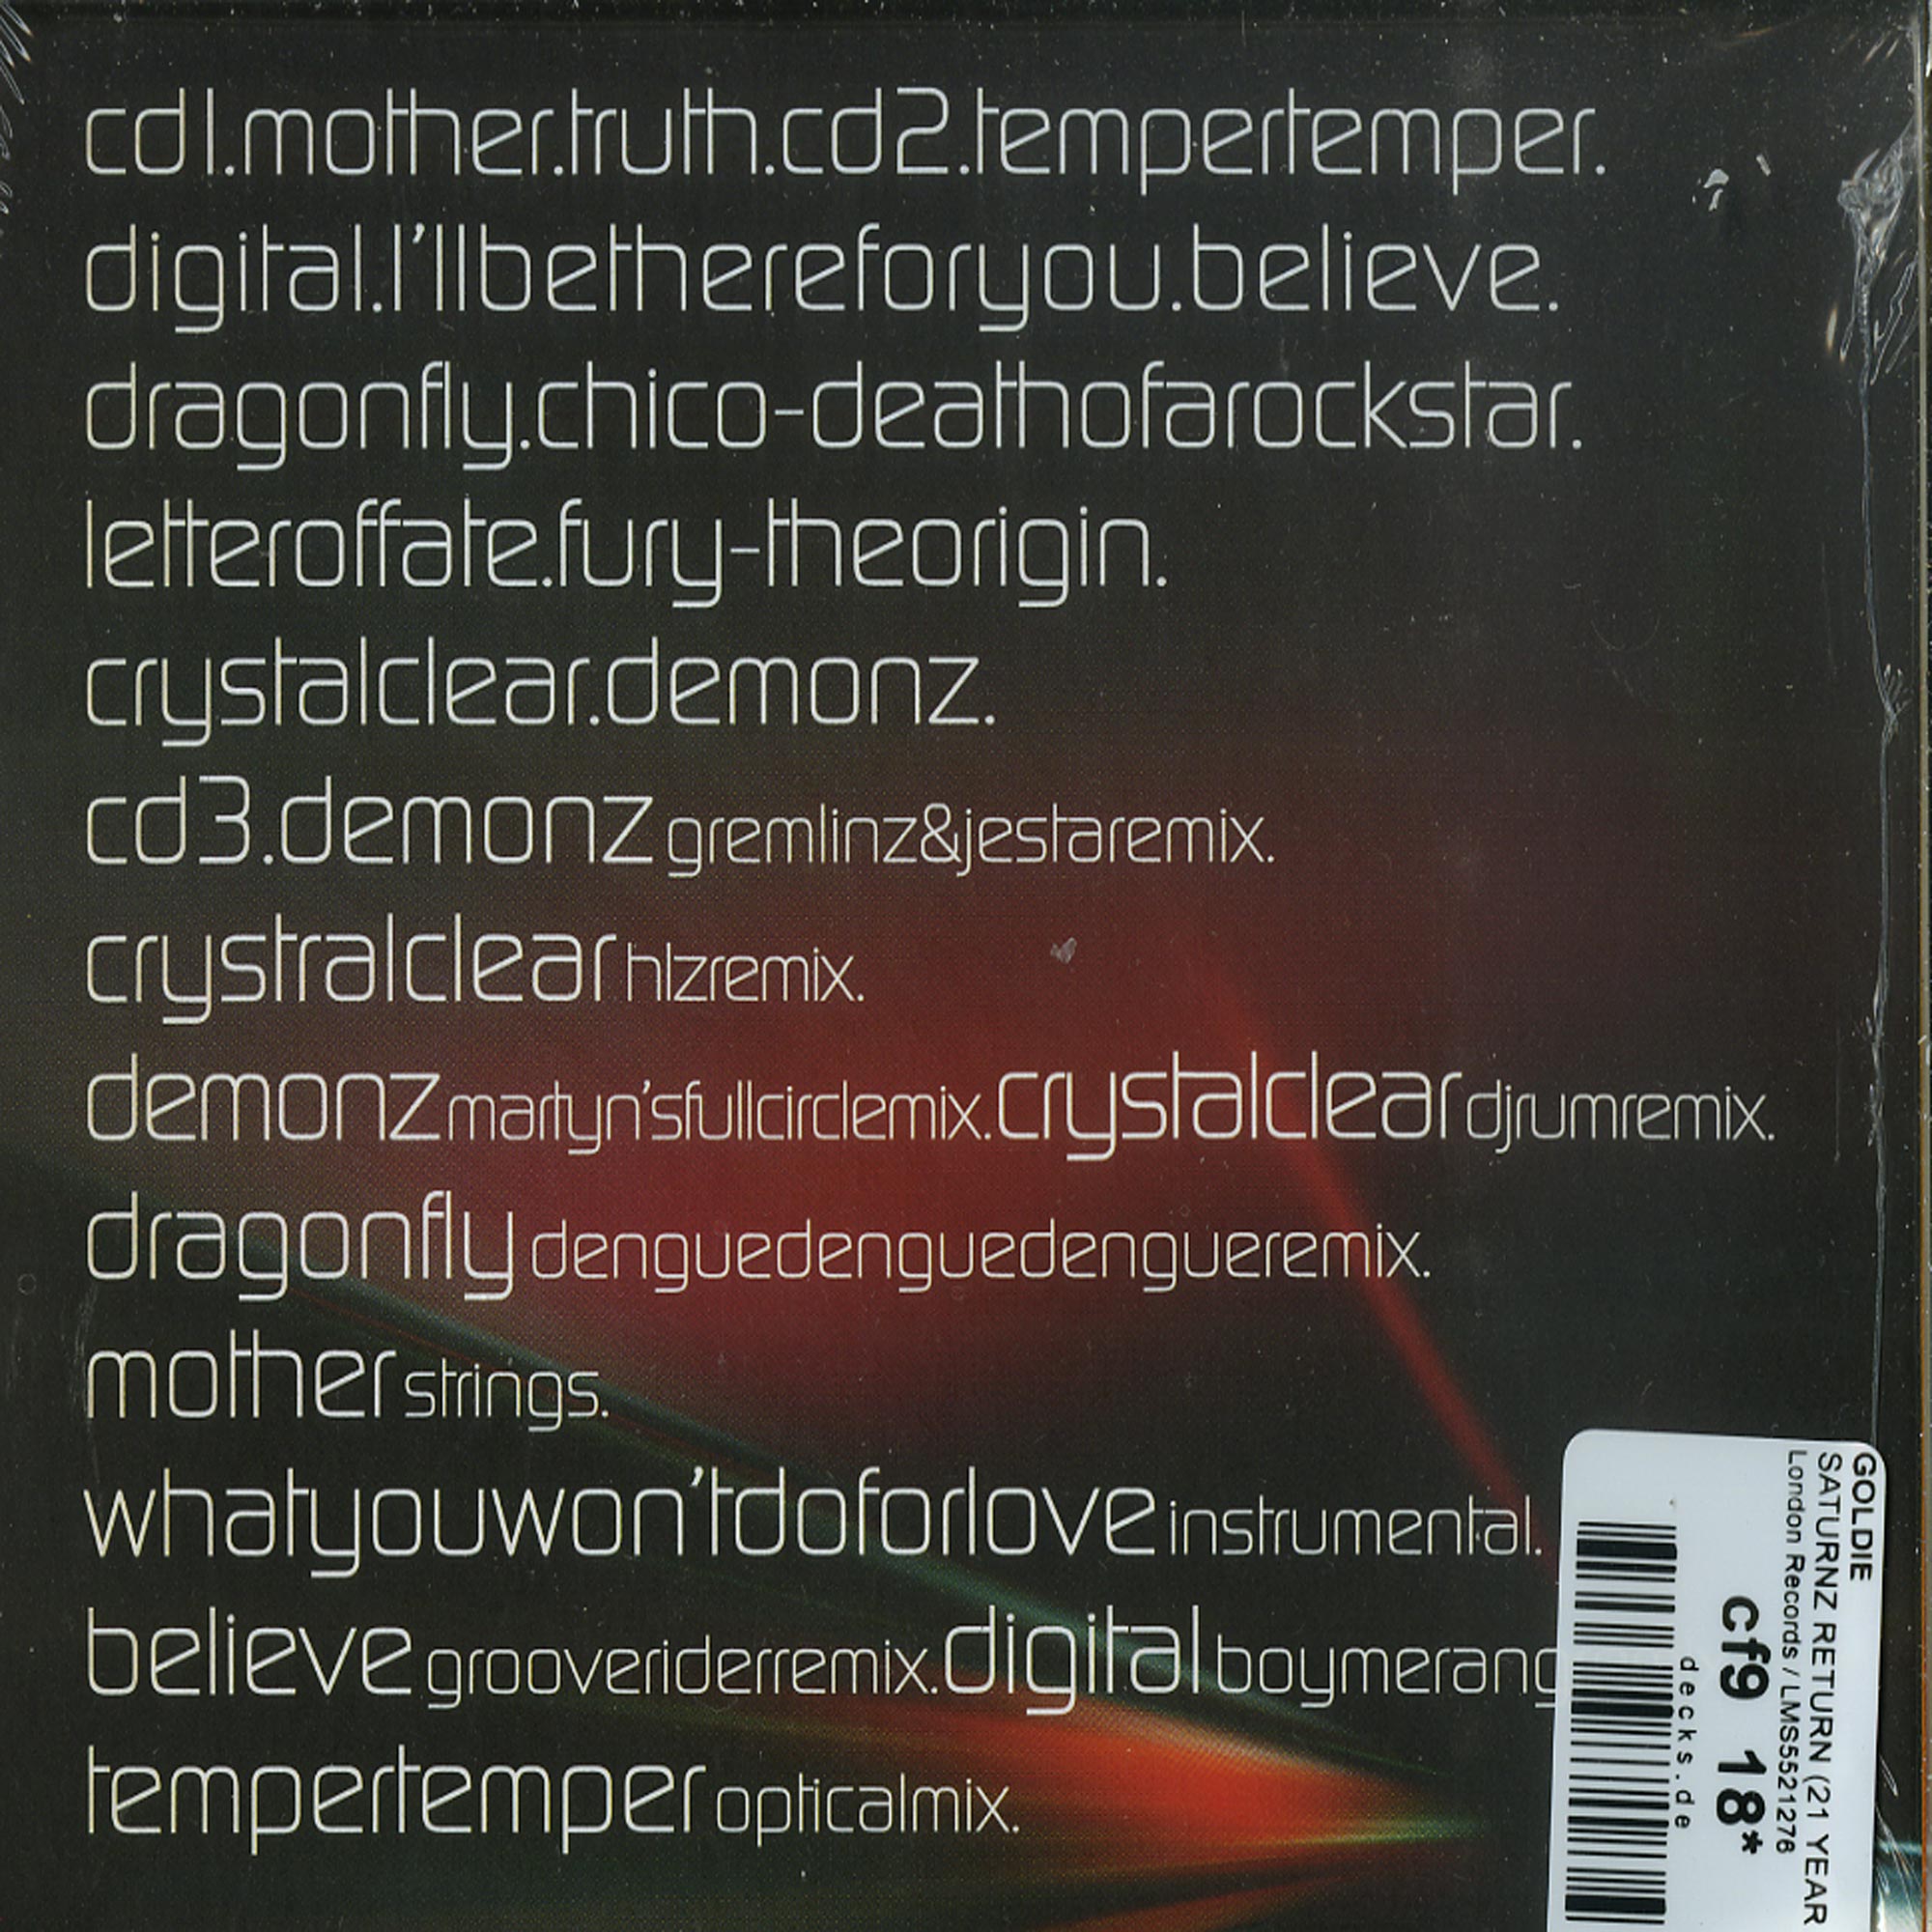 cd1.mother.truth.cd2.tempertemper.
digital.I'llbethereforyou.believe.
dragonfly.chico-deathofarockstar.
letteroffate.fury-theorigin.
crystalclear.demonz.
cd3.demonz gremlinz&jestaremix.
crystralclear hlzremix.
demonz martyn'sfullcirclemix.crystalclear djrumremix.
dragonfly denguedenguedengueremix.
mother strings.
whatyouwon'tdoforlove instrumental.
believe grooveriderremix.digital boymerang
tempertemper opticalmix.
GOLDIE
SATURNZ RETURN (21 YEAR
London Records / LMS5521276
cf9 18*
decks.de